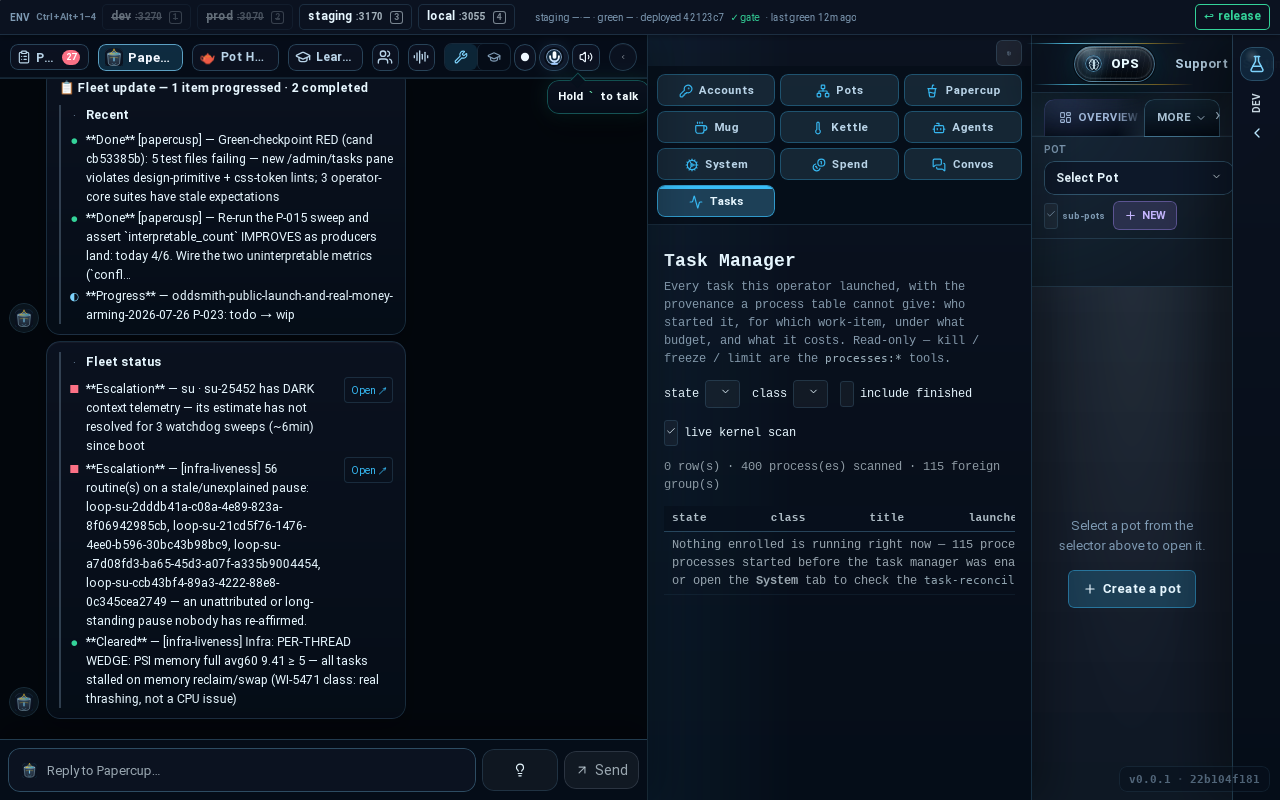 ENV Ctrl+Alt+1–4 dev :3270 1 prod :3070 2 staging :3170 3 local :3055 4 staging — — · green — · deployed 42123c7 ✓ gate · last green 12m ago ↩ release
P… 27 Pape… Pot H… Lear…
OPS Support
Hold ` to talk
DEV
📋 Fleet update — 1 item progressed · 2 completed
· Recent
**Done** [papercusp] — Green-checkpoint RED (cand
cb53385b): 5 test files failing — new /admin/tasks pane
violates design-primitive + css-token lints; 3 operator-
core suites have stale expectations
**Done** [papercusp] — Re-run the P-015 sweep and
assert `interpretable_count` IMPROVES as producers
land: today 4/6. Wire the two uninterpretable metrics
(`confl…
**Progress** — oddsmith-public-launch-and-real-money-
arming-2026-07-26 P-023: todo → wip
· Fleet status
**Escalation** — su · su-25452 has DARK
context telemetry — its estimate has not
resolved for 3 watchdog sweeps (~6min)
since boot
Open ↗
**Escalation** — [infra-liveness] 56
routine(s) on a stale/unexplained pause:
loop-su-2dddb41a-c08a-4e89-823a-
8f06942985cb, loop-su-21cd5f76-1476-
4ee0-b596-30bc43b98bc9, loop-su-
a7d08fd3-ba65-45d3-a07f-a335b9004454,
loop-su-ccb43bf4-89a3-4222-88e8-
0c345cea2749 — an unattributed or long-
standing pause nobody has re-affirmed.
Open ↗
**Cleared** — [infra-liveness] Infra: PER-THREAD
WEDGE: PSI memory full avg60 9.41 ≥ 5 — all tasks
stalled on memory reclaim/swap (WI-5471 class: real
thrashing, not a CPU issue)
Reply to Papercup…
Send
Accounts Pots Papercup
Mug Kettle Agents
System Spend Convos
Tasks
Task Manager
Every task this operator launched, with the
provenance a process table cannot give: who
started it, for which work-item, under what
budget, and what it costs. Read-only — kill /
freeze / limit are the processes:* tools.
state class include finished
live kernel scan
0 row(s) · 400 process(es) scanned · 115 foreign
group(s)
state class title launche
Nothing enrolled is running right now — 115 proce
processes started before the task manager was ena
or open the System tab to check the task-reconcil
OVERVIEW MORE
POT
Select Pot
sub-pots + NEW
Select a pot from the
selector above to open it.
+ Create a pot
v0.0.1 · 22b104f181